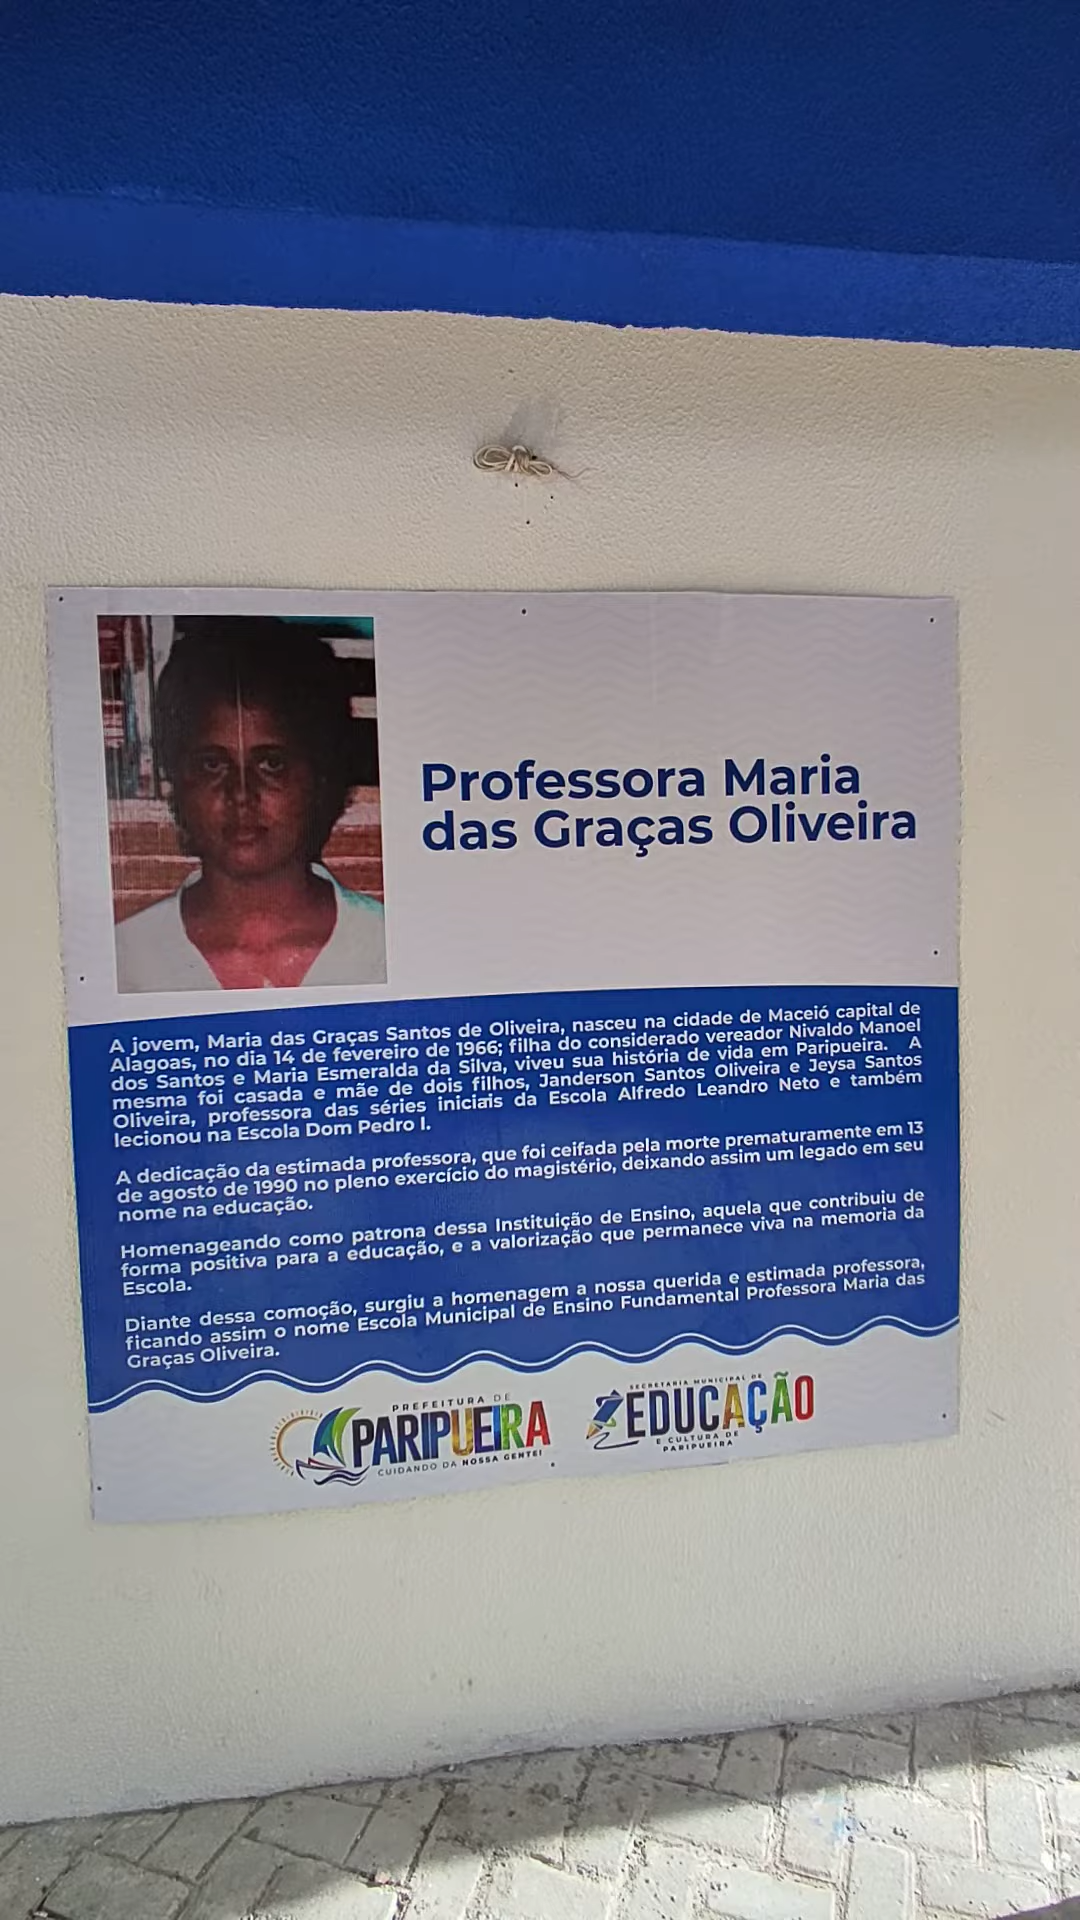 Professora Maria
das Graças Oliveira
A jovem, Maria das Graças Santos de Oliveira, nasceu na cidade de Maceió capital de
Alagoas, no dia 14 de fevereiro de 1966; filha do considerado vereador Nivaldo Manoel
dos Santos e Maria Esmeralda da Silva, viveu sua história de vida em Paripueira. A
mesma foi casada e mãe de dois filhos, Janderson Santos Oliveira e Jeysa Santos
Oliveira, professora das séries iniciais da Escola Alfredo Leandro Neto e também
lecionou na Escola Dom Pedro I.
A dedicação da estimada professora, que foi ceifada pela morte prematuramente em 13
de agosto de 1990 no pleno exercício do magistério, deixando assim um legado em seu
nome na educação.
Homenageando como patrona dessa Instituição de Ensino, aquela que contribuiu de
forma positiva para a educação, e a valorização que permanece viva na memoria da
Escola.
Diante dessa comoção, surgiu a homenagem a nossa querida e estimada professora,
ficando assim o nome Escola Municipal de Ensino Fundamental Professora Maria das
Graças Oliveira.
PREFEITURA DE
PARIPUEIRA
CUIDANDO DA NOSSA GENTE!
SECRETARIA MUNICIPAL DE
EDUCAÇÃO
E CULTURA DE
PARIPUEIRA